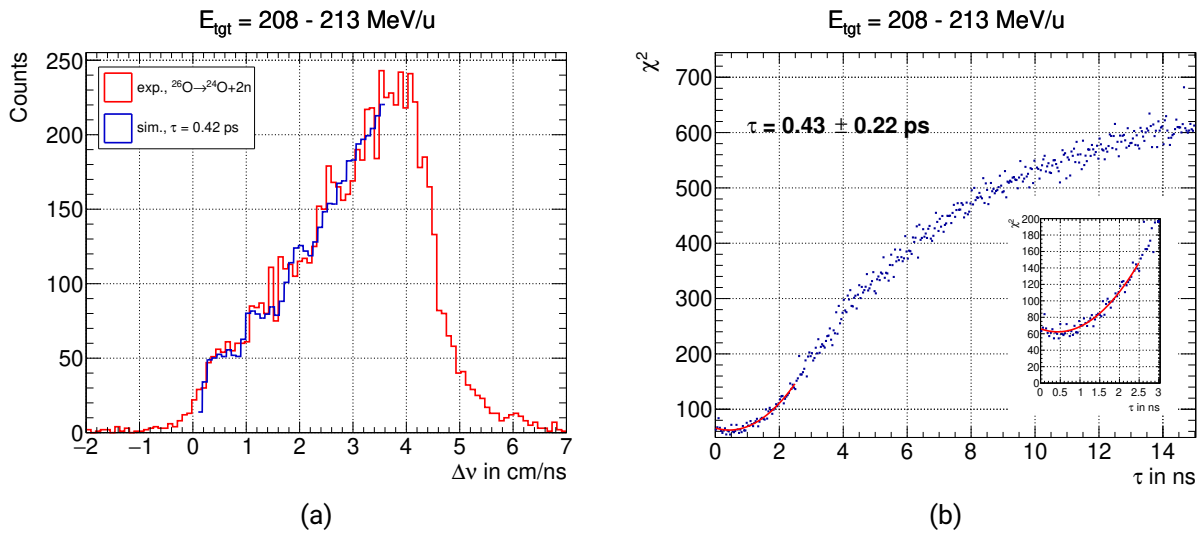 E_tgt = 208 - 213 MeV/u
Counts
250
200
150
100
50
0
exp., ²⁶O→²⁴O+2n
sim., τ = 0.42 ps
−2 −1 0 1 2 3 4 5 6 7
Δν in cm/ns
(a)
E_tgt = 208 - 213 MeV/u
χ²
700
600
500
400
300
200
100
τ = 0.43 ± 0.22 ps
χ²
200
180
160
140
120
100
80
60
40
20
0
0 0.5 1 1.5 2 2.5 3
τ in ns
0 2 4 6 8 10 12 14
τ in ns
(b)